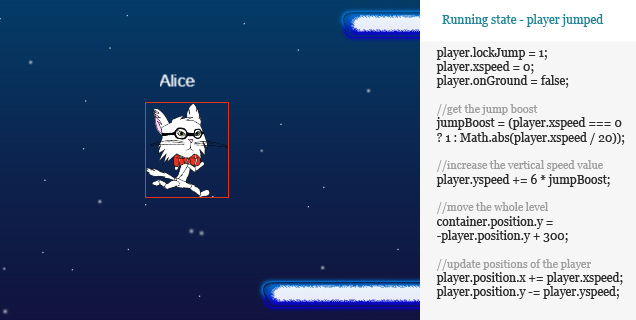 Alice
Running state - player jumped
player.lockJump = 1;
player.xspeed = 0;
player.onGround = false;
//get the jump boost
jumpBoost = (player.xspeed === 0
? 1 : Math.abs(player.xspeed / 20));
//increase the vertical speed value
player.yspeed += 6 * jumpBoost;
//move the whole level
container.position.y =
-player.position.y + 300;
//update positions of the player
player.position.x += player.xspeed;
player.position.y -= player.yspeed;